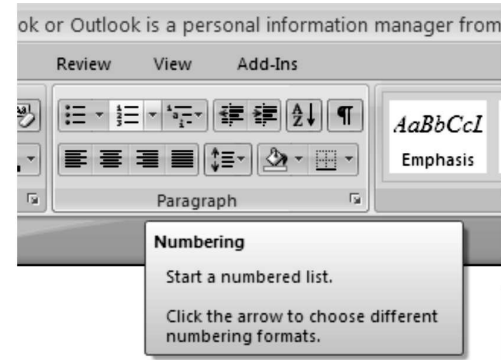 ok or Outlook is a personal information manager from
Review View Add-Ins
AaBbCcI
Emphasis
Paragraph
Numbering
Start a numbered list.
Click the arrow to choose different
numbering formats.